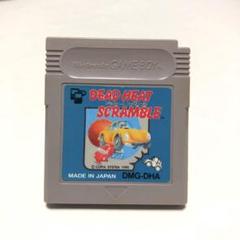 Nintendo GAME BOY
DEAD HEAT
SCRAMBLE
MADE IN JAPAN
DMG-DHA